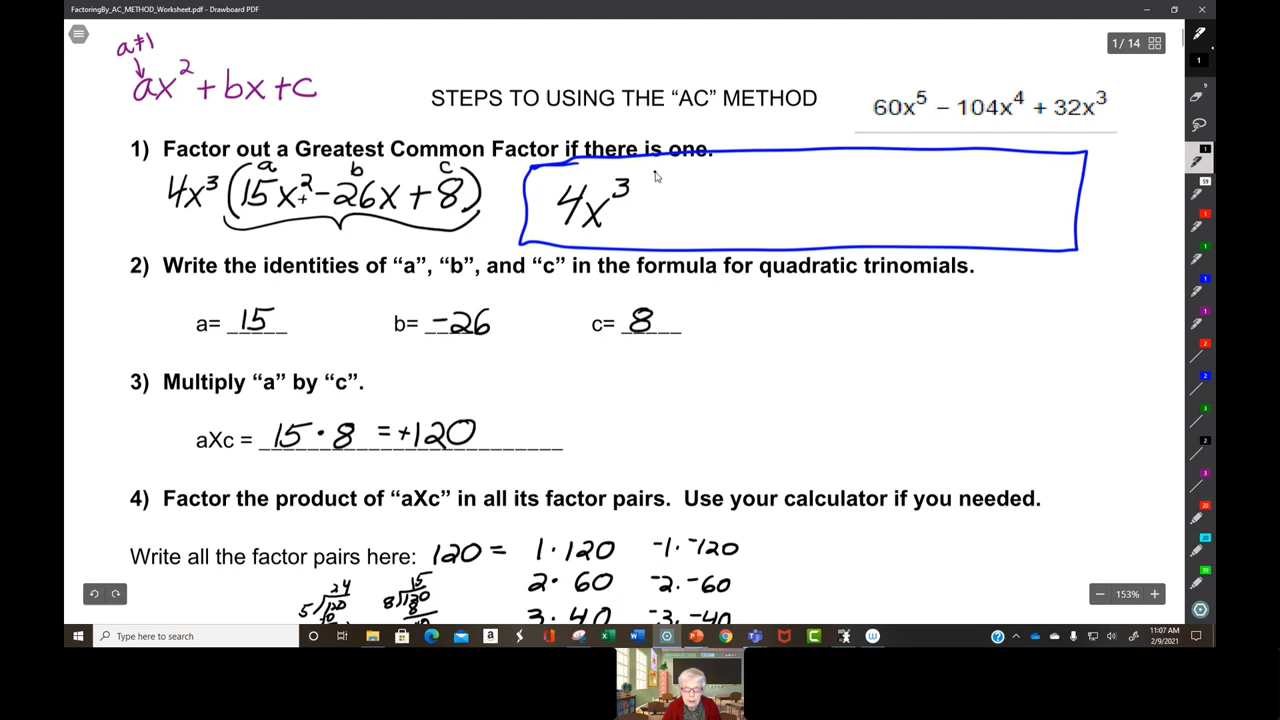 FactoringBy_AC_METHOD_Worksheet.pdf - Drawboard PDF
1 / 14
a≠1
ax² + bx + c
STEPS TO USING THE “AC” METHOD
60x⁵ − 104x⁴ + 32x³
1) Factor out a Greatest Common Factor if there is one.
a b c
4x³ (15x² - 26x + 8)
4x³
2) Write the identities of “a”, “b”, and “c” in the formula for quadratic trinomials.
a= 15 b= -26 c= 8
3) Multiply “a” by “c”.
aXc = 15 · 8 = +120
4) Factor the product of “aXc” in all its factor pairs. Use your calculator if you needed.
Write all the factor pairs here: 120 = 1 · 120 -1 · -120
2 · 60 -2 · -60
3 · 40 -3 · -40
153%
Type here to search
11:07 AM
2/9/2021